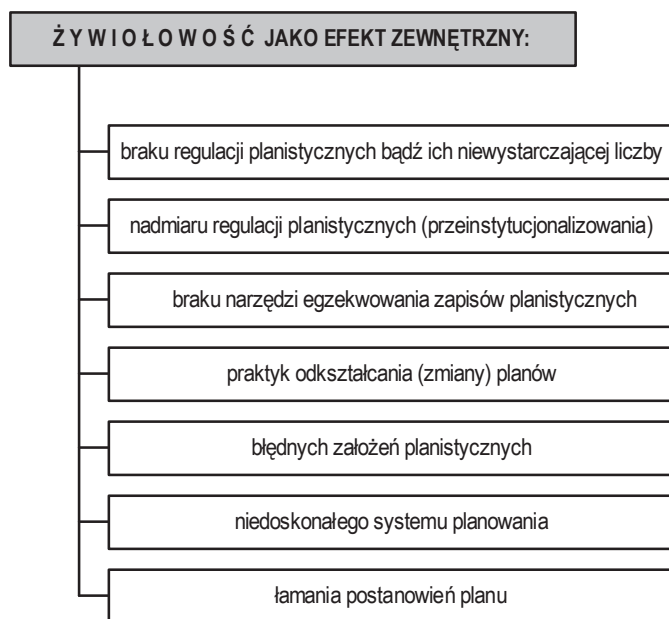 ŻYWIOŁOWOŚĆ JAKO EFEKT ZEWNĘTRZNY:
braku regulacji planistycznych bądź ich niewystarczającej liczby
nadmiaru regulacji planistycznych (przeinstytucjonalizowania)
braku narzędzi egzekwowania zapisów planistycznych
praktyk odkształcania (zmiany) planów
błędnych założeń planistycznych
niedoskonałego systemu planowania
łamania postanowień planu